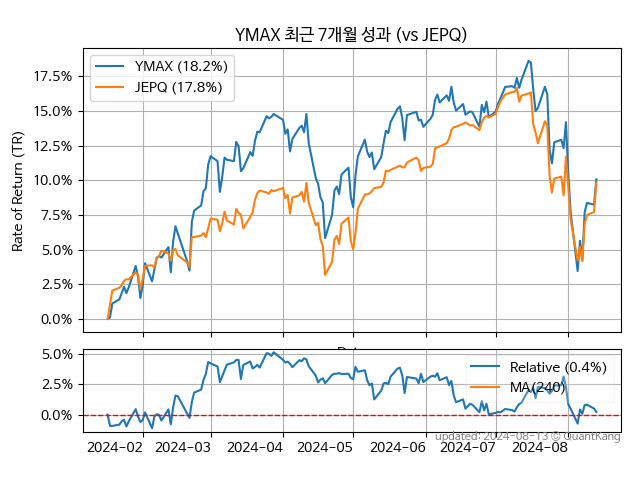 YMAX 최근 7개월 성과 (vs JEPQ)
YMAX (18.2%)
JEPQ (17.8%)
Rate of Return (TR)
17.5%
15.0%
12.5%
10.0%
7.5%
5.0%
2.5%
0.0%
5.0%
2.5%
0.0%
Relative (0.4%)
MA(240)
2024-02
2024-03
2024-04
2024-05
2024-06
2024-07
2024-08
updated: 2024-08-13 © QuantKang